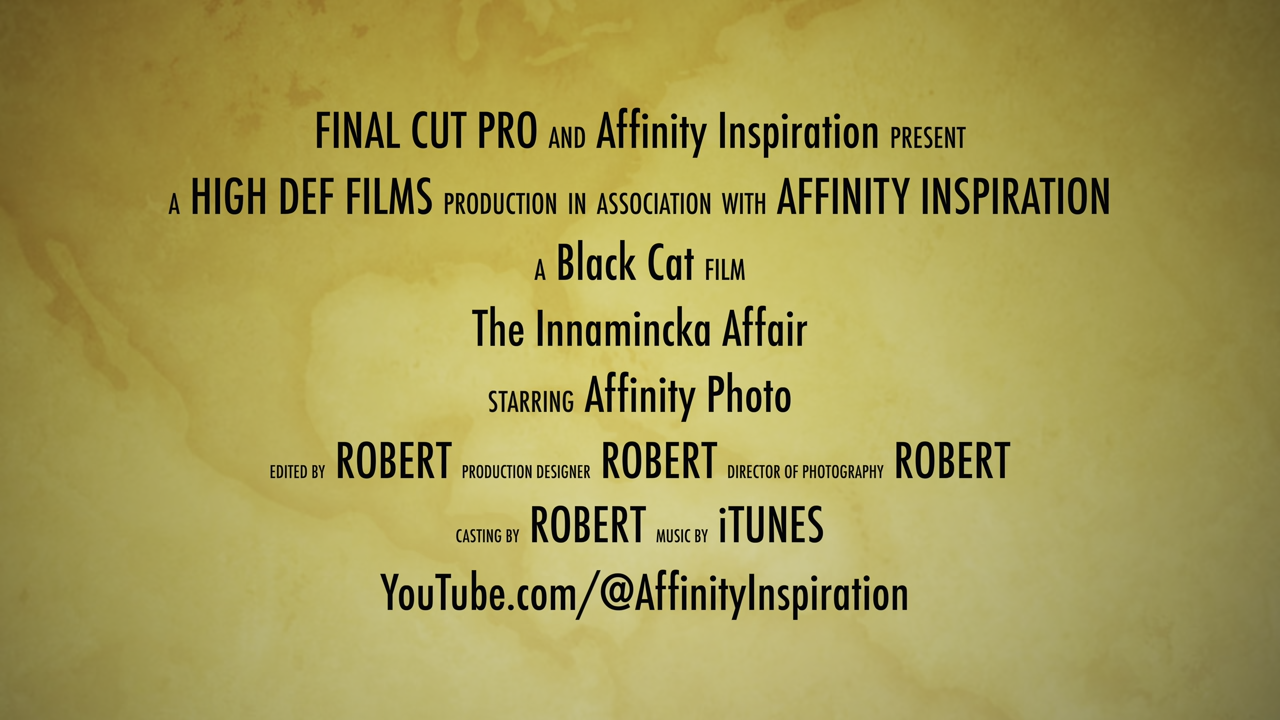 FINAL CUT PRO AND Affinity Inspiration PRESENT
A HIGH DEF FILMS PRODUCTION IN ASSOCIATION WITH AFFINITY INSPIRATION
A Black Cat FILM
The Innamincka Affair
STARRING Affinity Photo
EDITED BY ROBERT PRODUCTION DESIGNER ROBERT DIRECTOR OF PHOTOGRAPHY ROBERT
CASTING BY ROBERT MUSIC BY iTUNES
YouTube.com/@AffinityInspiration